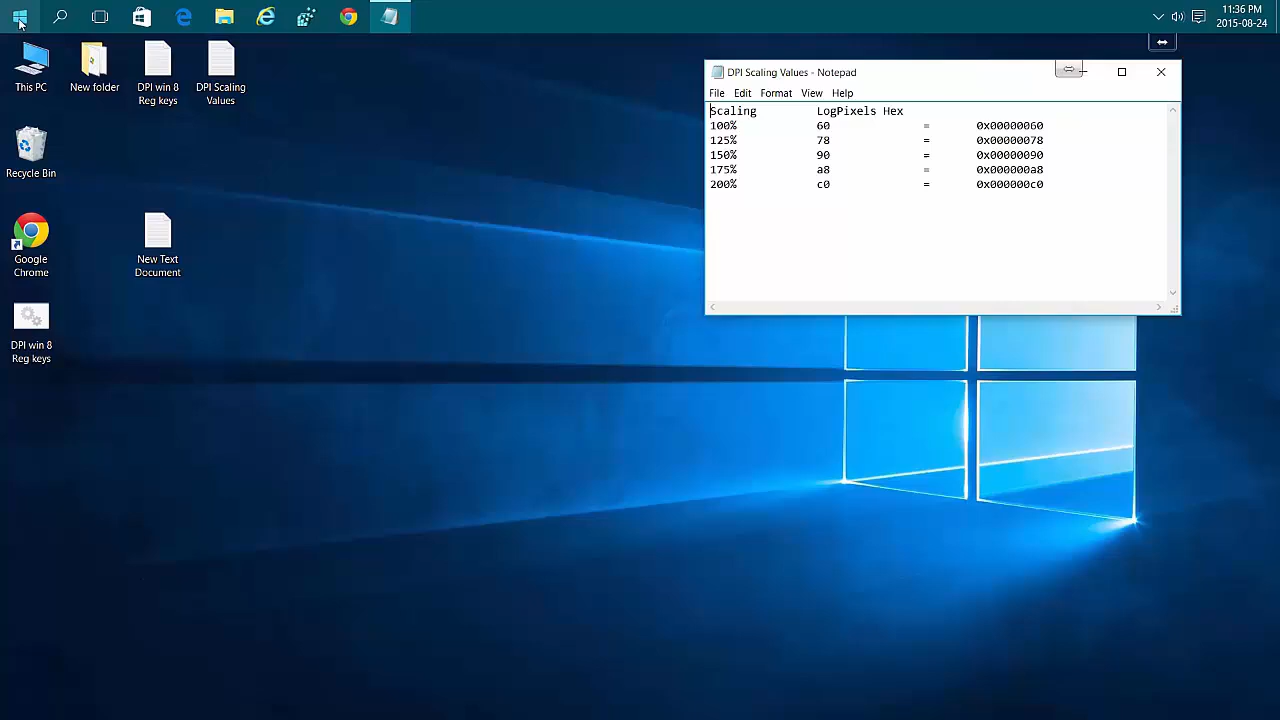 11:36 PM
2015-08-24
This PC
New folder
DPI win 8
Reg keys
DPI Scaling
Values
Recycle Bin
Google
Chrome
New Text
Document
DPI win 8
Reg keys
DPI Scaling Values - Notepad
File Edit Format View Help
Scaling LogPixels Hex
100% 60 = 0x00000060
125% 78 = 0x00000078
150% 90 = 0x00000090
175% a8 = 0x000000a8
200% c0 = 0x000000c0